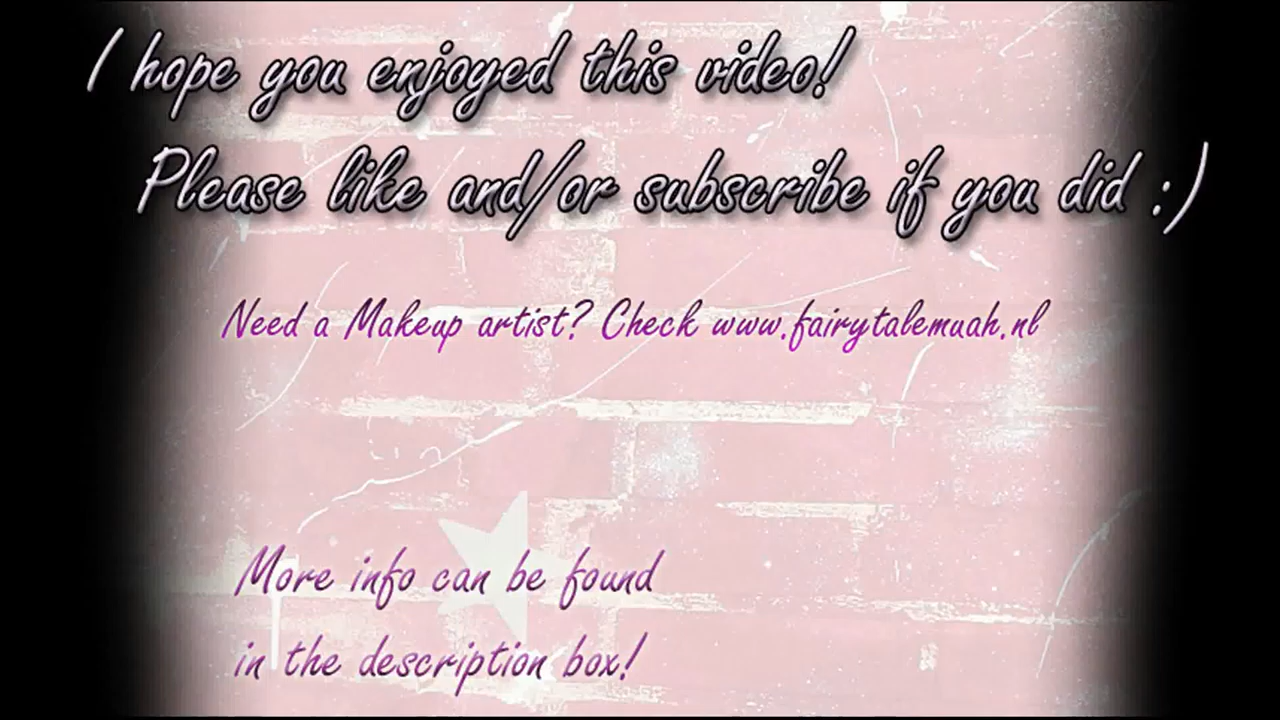 I hope you enjoyed this video!
Please like and/or subscribe if you did :)
Need a Makeup artist? Check www.fairytalemuah.nl
More info can be found
in the description box!